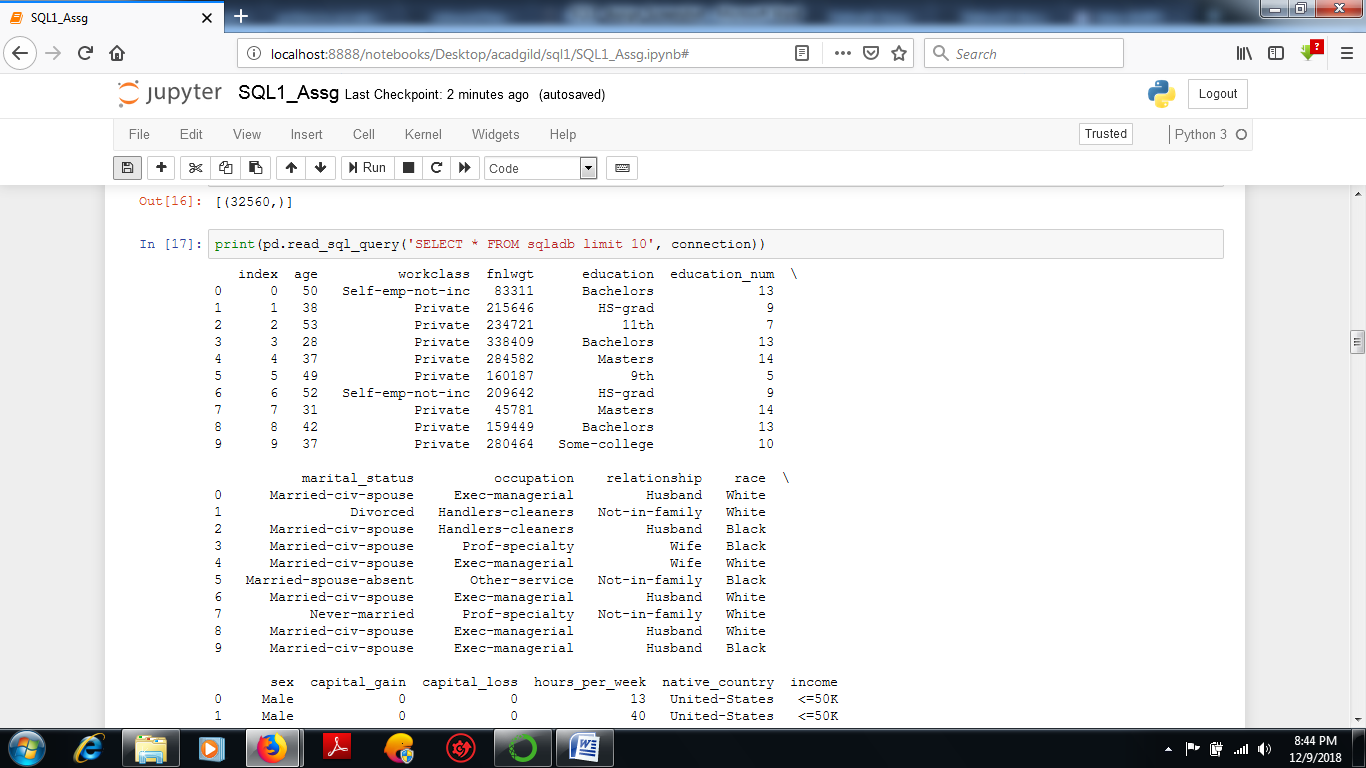 SQL1_Assg
localhost:8888/notebooks/Desktop/acadgild/sql1/SQL1_Assg.ipynb#
Search
jupyter SQL1_Assg Last Checkpoint: 2 minutes ago (autosaved)
Logout
File Edit View Insert Cell Kernel Widgets Help
Trusted
Python 3
Run
Code
Out[16]: [(32560,)]
In [17]: print(pd.read_sql_query('SELECT * FROM sqladb limit 10', connection))
   index  age         workclass  fnlwgt     education  education_num  \
0      0   50  Self-emp-not-inc   83311     Bachelors             13
1      1   38           Private  215646       HS-grad              9
2      2   53           Private  234721          11th              7
3      3   28           Private  338409     Bachelors             13
4      4   37           Private  284582       Masters             14
5      5   49           Private  160187           9th              5
6      6   52  Self-emp-not-inc  209642       HS-grad              9
7      7   31           Private   45781       Masters             14
8      8   42           Private  159449     Bachelors             13
9      9   37           Private  280464  Some-college             10
          marital_status         occupation   relationship   race  \
0     Married-civ-spouse    Exec-managerial        Husband  White
1               Divorced  Handlers-cleaners  Not-in-family  White
2     Married-civ-spouse  Handlers-cleaners        Husband  Black
3     Married-civ-spouse     Prof-specialty           Wife  Black
4     Married-civ-spouse    Exec-managerial           Wife  White
5  Married-spouse-absent      Other-service  Not-in-family  Black
6     Married-civ-spouse    Exec-managerial        Husband  White
7          Never-married     Prof-specialty  Not-in-family  White
8     Married-civ-spouse    Exec-managerial        Husband  White
9     Married-civ-spouse    Exec-managerial        Husband  Black
      sex  capital_gain  capital_loss  hours_per_week  native_country  income
0    Male             0             0              13   United-States   <=50K
1    Male             0             0              40   United-States   <=50K
8:44 PM
12/9/2018